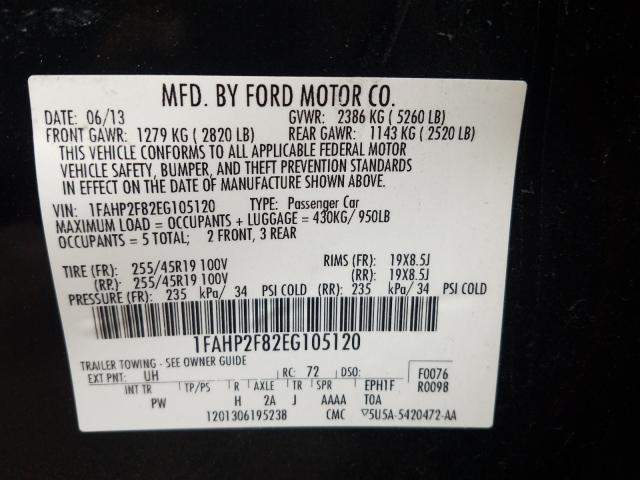 MFD. BY FORD MOTOR CO.
DATE: 06/13 GVWR: 2386 KG ( 5260 LB)
FRONT GAWR: 1279 KG ( 2820 LB) REAR GAWR: 1143 KG ( 2520 LB)
THIS VEHICLE CONFORMS TO ALL APPLICABLE FEDERAL MOTOR
VEHICLE SAFETY, BUMPER, AND THEFT PREVENTION STANDARDS
IN EFFECT ON THE DATE OF MANUFACTURE SHOWN ABOVE.
VIN: 1FAHP2F82EG105120 TYPE: Passenger Car
MAXIMUM LOAD = OCCUPANTS + LUGGAGE = 430KG/ 950LB
OCCUPANTS = 5 TOTAL; 2 FRONT, 3 REAR
TIRE (FR): 255/45R19 100V RIMS (FR): 19X8.5J
(RR): 255/45R19 100V (RR): 19X8.5J
PRESSURE (FR): 235 kPa/ 34 PSI COLD (RR): 235 kPa/ 34 PSI COLD
1FAHP2F82EG105120
TRAILER TOWING - SEE OWNER GUIDE
EXT PNT: UH RC: 72 DSO: F0076
INT TR TP/PS R AXLE TR SPR EPH1F R0098
PW H 2A J AAAA TOA
1201306195238 CMC ▽5U5A-5420472-AA